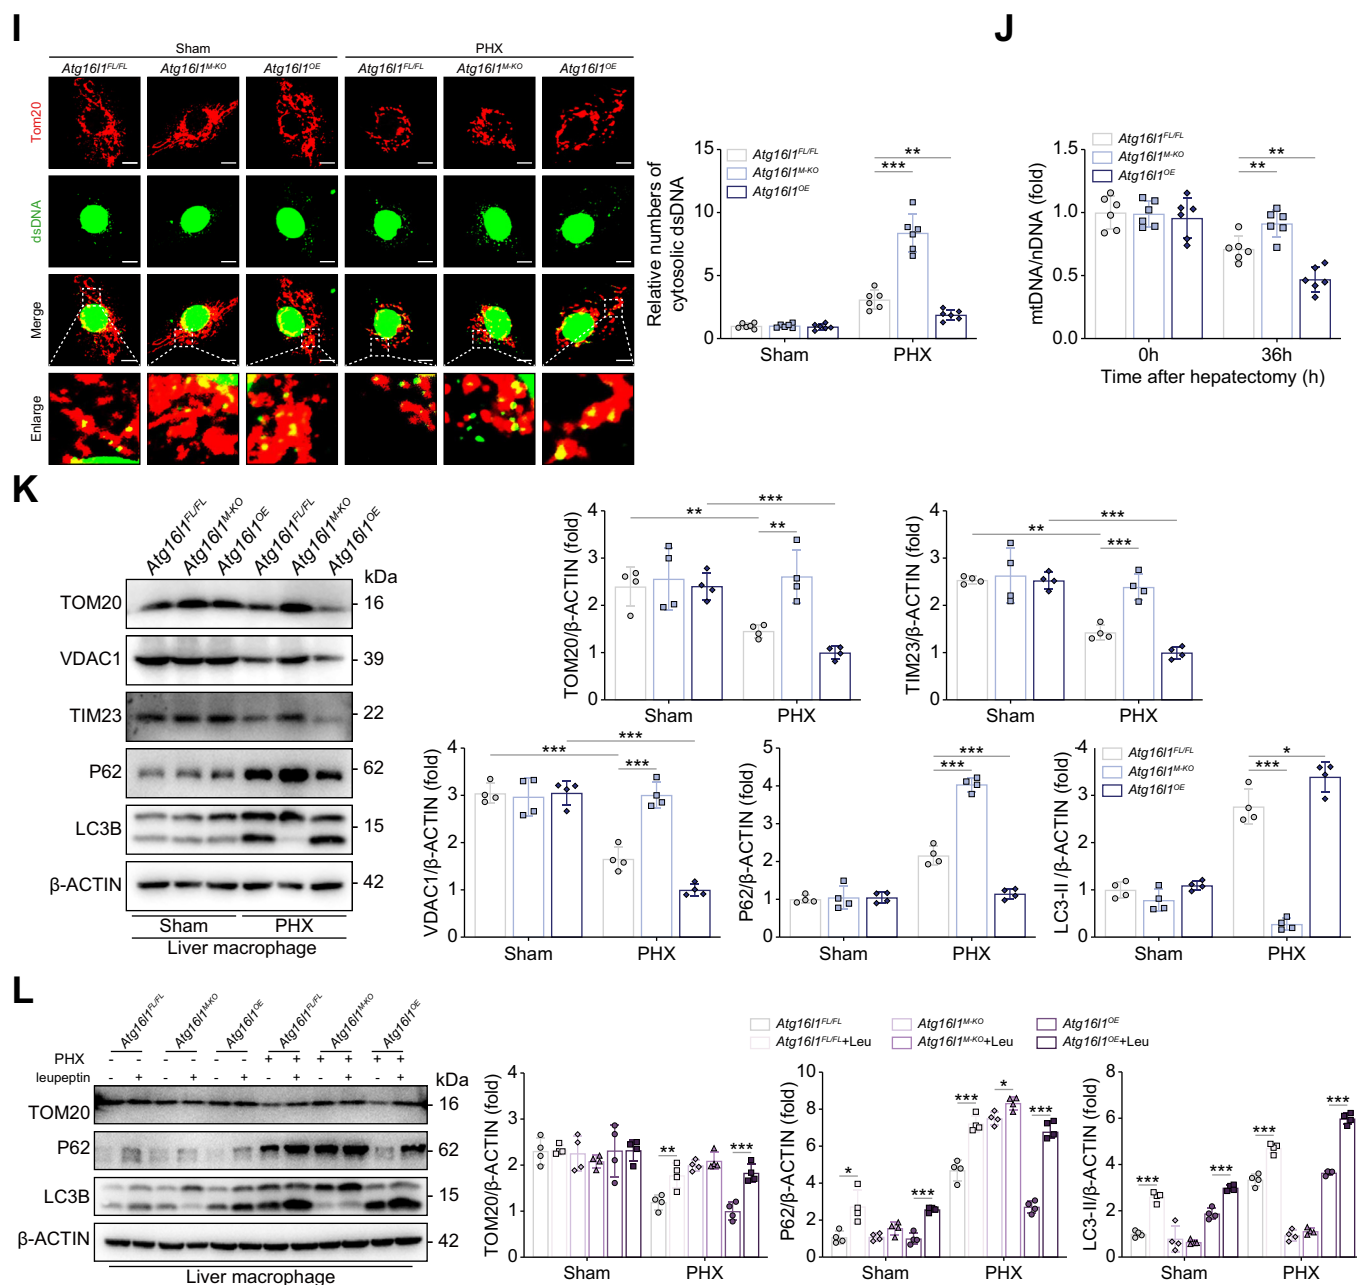 I
Sham
PHX
Atg16l1FL/FL Atg16l1M-KO Atg16l1OE Atg16l1FL/FL Atg16l1M-KO Atg16l1OE
Tom20
dsDNA
Merge
Enlarge
Relative numbers of
cytosolic dsDNA
15
10
5
0
Atg16l1FL/FL
Atg16l1M-KO
Atg16l1OE
**
***
Sham
PHX
J
mtDNA/nDNA (fold)
1.5
1.0
0.5
0.0
Atg16l1FL/FL
Atg16l1M-KO
Atg16l1OE
**
**
0h
36h
Time after hepatectomy (h)
K
Atg16l1FL/FL
Atg16l1M-KO
Atg16l1OE
Atg16l1FL/FL
Atg16l1M-KO
Atg16l1OE
kDa
TOM20 16
VDAC1 39
TIM23 22
P62 62
LC3B 15
β-ACTIN 42
Sham
PHX
Liver macrophage
TOM20/β-ACTIN (fold)
4
3
2
1
0
***
**
**
Sham
PHX
TIM23/β-ACTIN (fold)
4
3
2
1
0
***
**
***
Sham
PHX
VDAC1/β-ACTIN (fold)
4
3
2
1
0
***
***
***
Sham
PHX
P62/β-ACTIN (fold)
5
4
3
2
1
0
***
***
Sham
PHX
LC3-II /β-ACTIN (fold)
4
3
2
1
0
Atg16l1FL/FL
Atg16l1M-KO
Atg16l1OE
*
***
Sham
PHX
L
Atg16l1FL/FL
Atg16l1M-KO
Atg16l1OE
Atg16l1FL/FL
Atg16l1M-KO
Atg16l1OE
PHX - - - - - - + + + + + +
leupeptin - + - + - + - + - + - +
kDa
TOM20 16
P62 62
LC3B 15
β-ACTIN 42
Liver macrophage
Atg16l1FL/FL Atg16l1M-KO Atg16l1OE
Atg16l1FL/FL+Leu Atg16l1M-KO+Leu Atg16l1OE+Leu
TOM20/β-ACTIN (fold)
4
3
2
1
0
**
***
Sham
PHX
P62/β-ACTIN (fold)
10
8
6
4
2
0
*
***
***
*
***
Sham
PHX
LC3-II/β-ACTIN (fold)
8
6
4
2
0
***
***
***
***
Sham
PHX